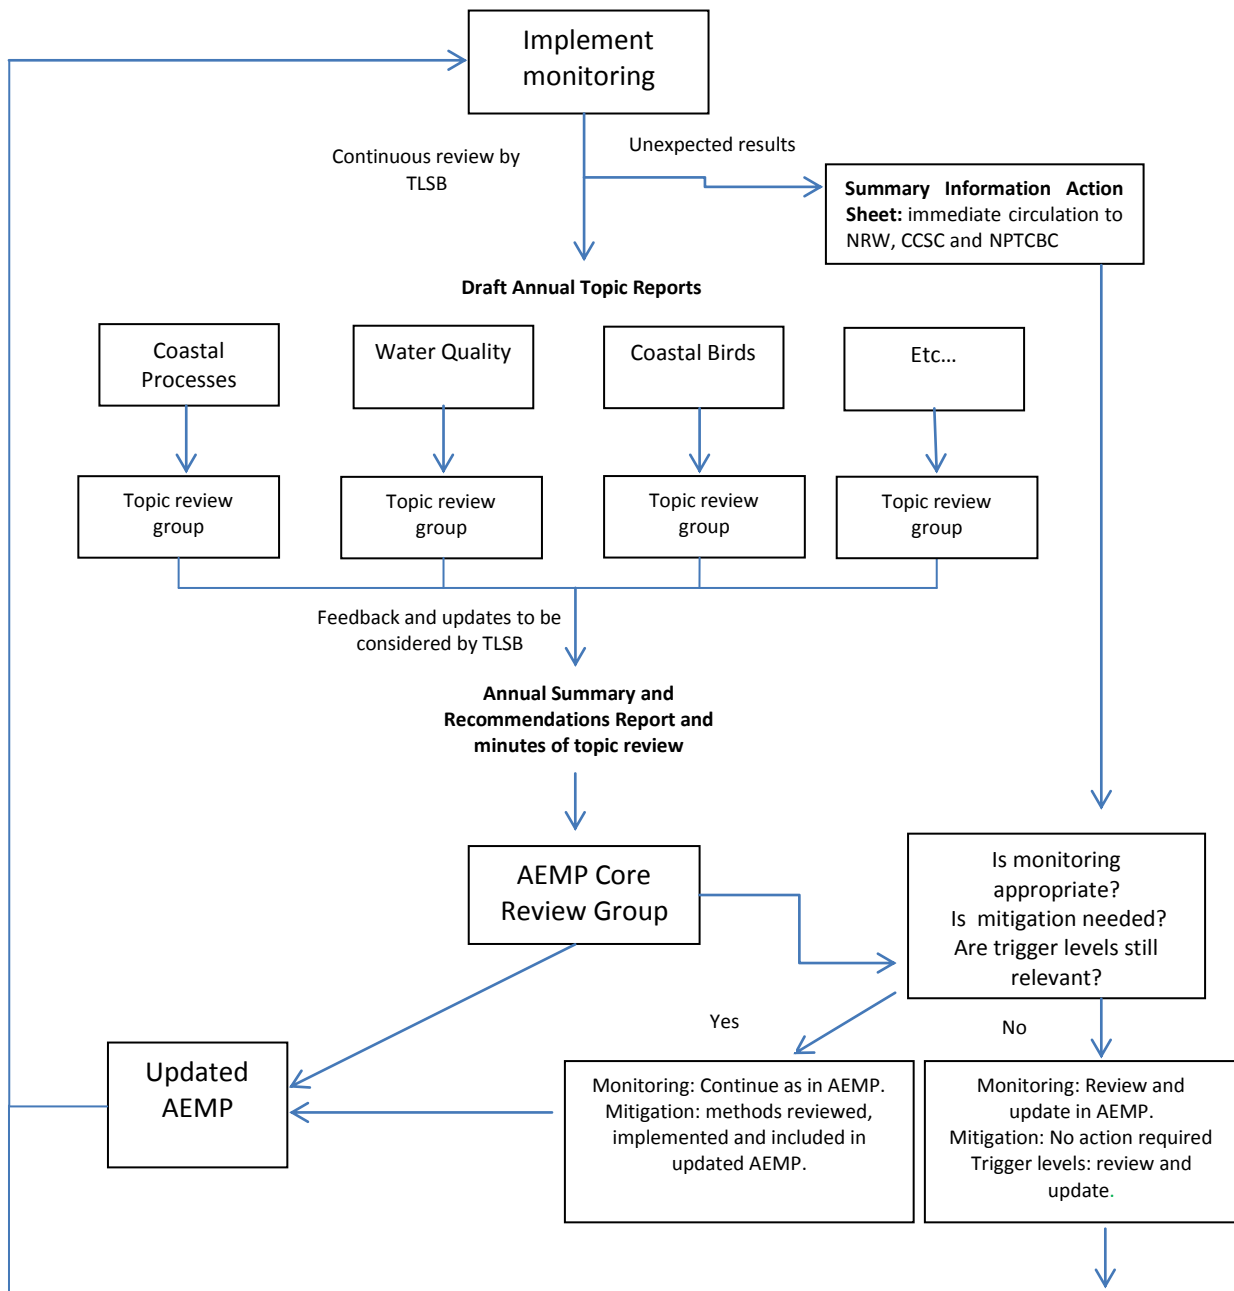 Implement
monitoring
Continuous review by
TLSB
Unexpected results
Summary Information Action
Sheet: immediate circulation to
NRW, CCSC and NPTCBC
Draft Annual Topic Reports
Coastal
Processes
Water Quality
Coastal Birds
Etc...
Topic review
group
Topic review
group
Topic review
group
Topic review
group
Feedback and updates to be
considered by TLSB
Annual Summary and
Recommendations Report and
minutes of topic review
AEMP Core
Review Group
Is monitoring
appropriate?
Is mitigation needed?
Are trigger levels still
relevant?
Yes
No
Updated
AEMP
Monitoring: Continue as in AEMP.
Mitigation: methods reviewed,
implemented and included in
updated AEMP.
Monitoring: Review and
update in AEMP.
Mitigation: No action required
Trigger levels: review and
update.